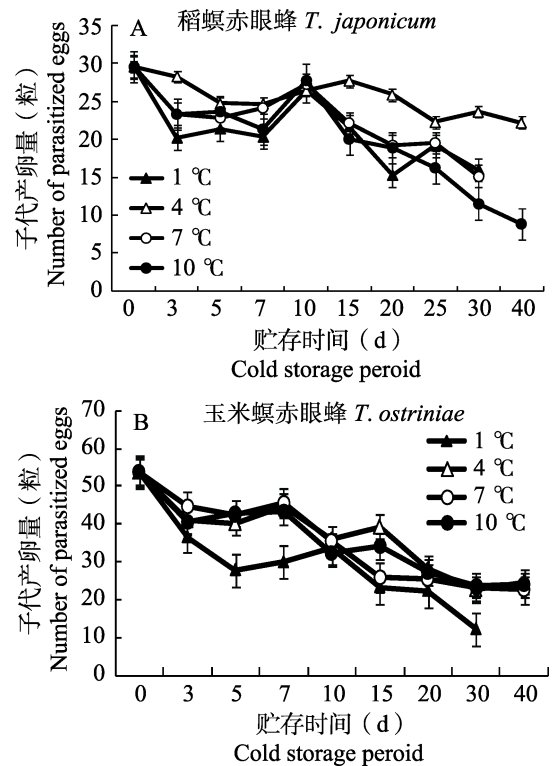 A 稻螟赤眼蜂 T. japonicum
子代产卵量（粒）
Number of parasitized eggs
35
30
25
20
15
10
5
0
1 ℃
4 ℃
7 ℃
10 ℃
0 3 5 7 10 15 20 25 30 40
贮存时间（d）
Cold storage peroid
B 玉米螟赤眼蜂 T. ostriniae
子代产卵量（粒）
Number of parasitized eggs
70
60
50
40
30
20
10
0
1 ℃
4 ℃
7 ℃
10 ℃
0 3 5 7 10 15 20 30 40
贮存时间（d）
Cold storage peroid